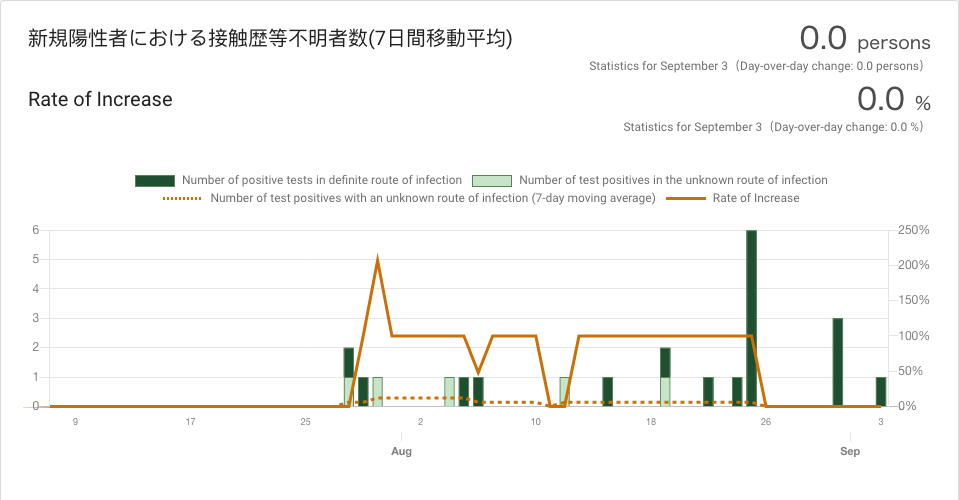 新規陽性者における接触歴等不明者数(7日間移動平均)
0.0 persons
Statistics for September 3（Day-over-day change: 0.0 persons）
Rate of Increase
0.0 %
Statistics for September 3（Day-over-day change: 0.0 %）
Number of positive tests in definite route of infection
Number of test positives in the unknown route of infection
Number of test positives with an unknown route of infection (7-day moving average)
Rate of Increase
6 250%
5 200%
4 150%
3 100%
2 50%
1 0%
0
9 17 25 2 10 18 26 3
Aug Sep